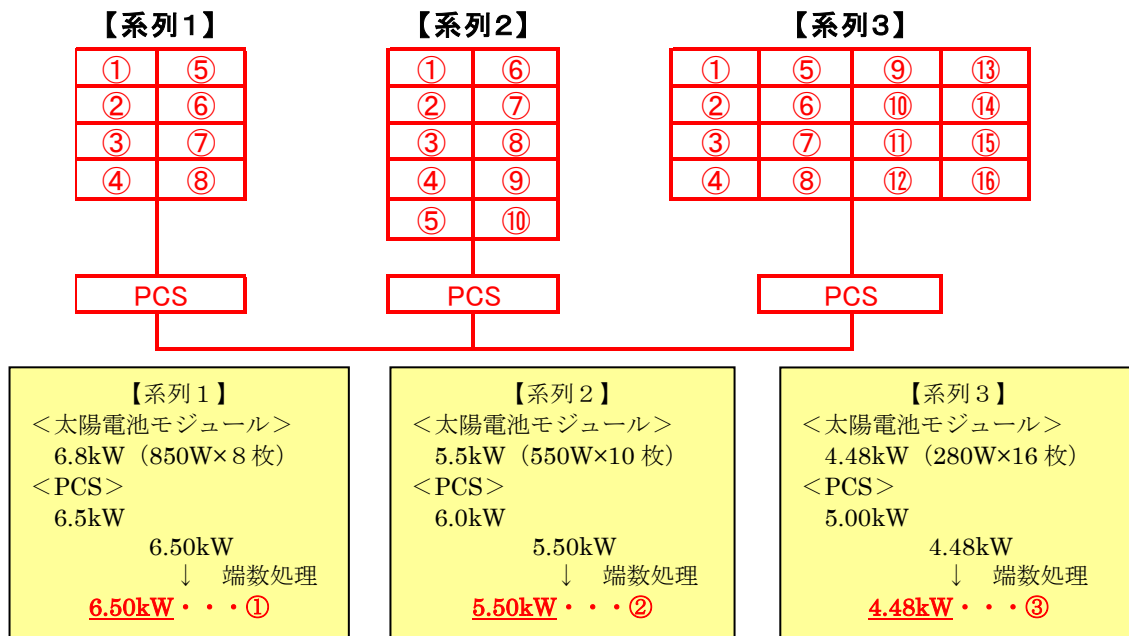 【系列1】 【系列2】 【系列3】
① ⑤ ① ⑥ ① ⑤ ⑨ ⑬
② ⑥ ② ⑦ ② ⑥ ⑩ ⑭
③ ⑦ ③ ⑧ ③ ⑦ ⑪ ⑮
④ ⑧ ④ ⑨ ④ ⑧ ⑫ ⑯
⑤ ⑩
PCS PCS PCS
【系列1】
＜太陽電池モジュール＞
6.8kW（850W×８枚）
＜PCS＞
6.5kW
6.50kW
↓ 端数処理
6.50kW・・・①
【系列２】
＜太陽電池モジュール＞
5.5kW（550W×10 枚）
＜PCS＞
6.0kW
5.50kW
↓ 端数処理
5.50kW・・・②
【系列３】
＜太陽電池モジュール＞
4.48kW（280W×16 枚）
＜PCS＞
5.00kW
4.48kW
↓ 端数処理
4.48kW・・・③